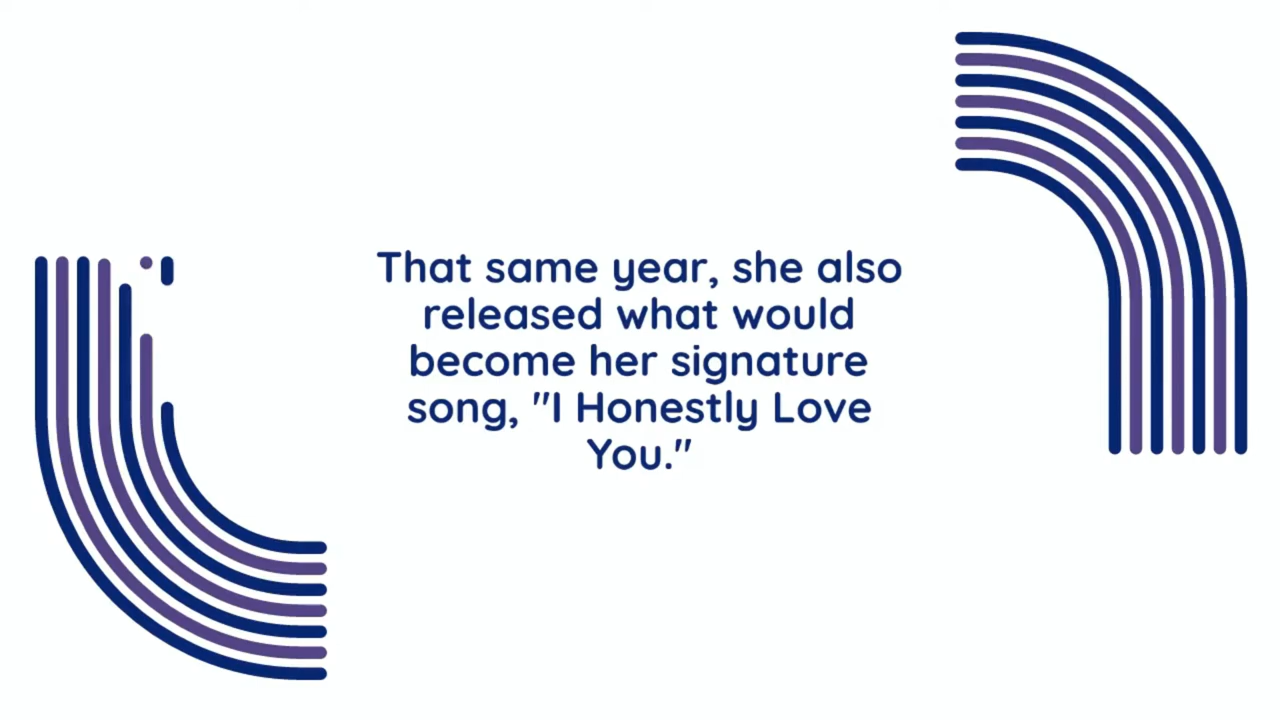 That same year, she also
released what would
become her signature
song, "I Honestly Love
You."